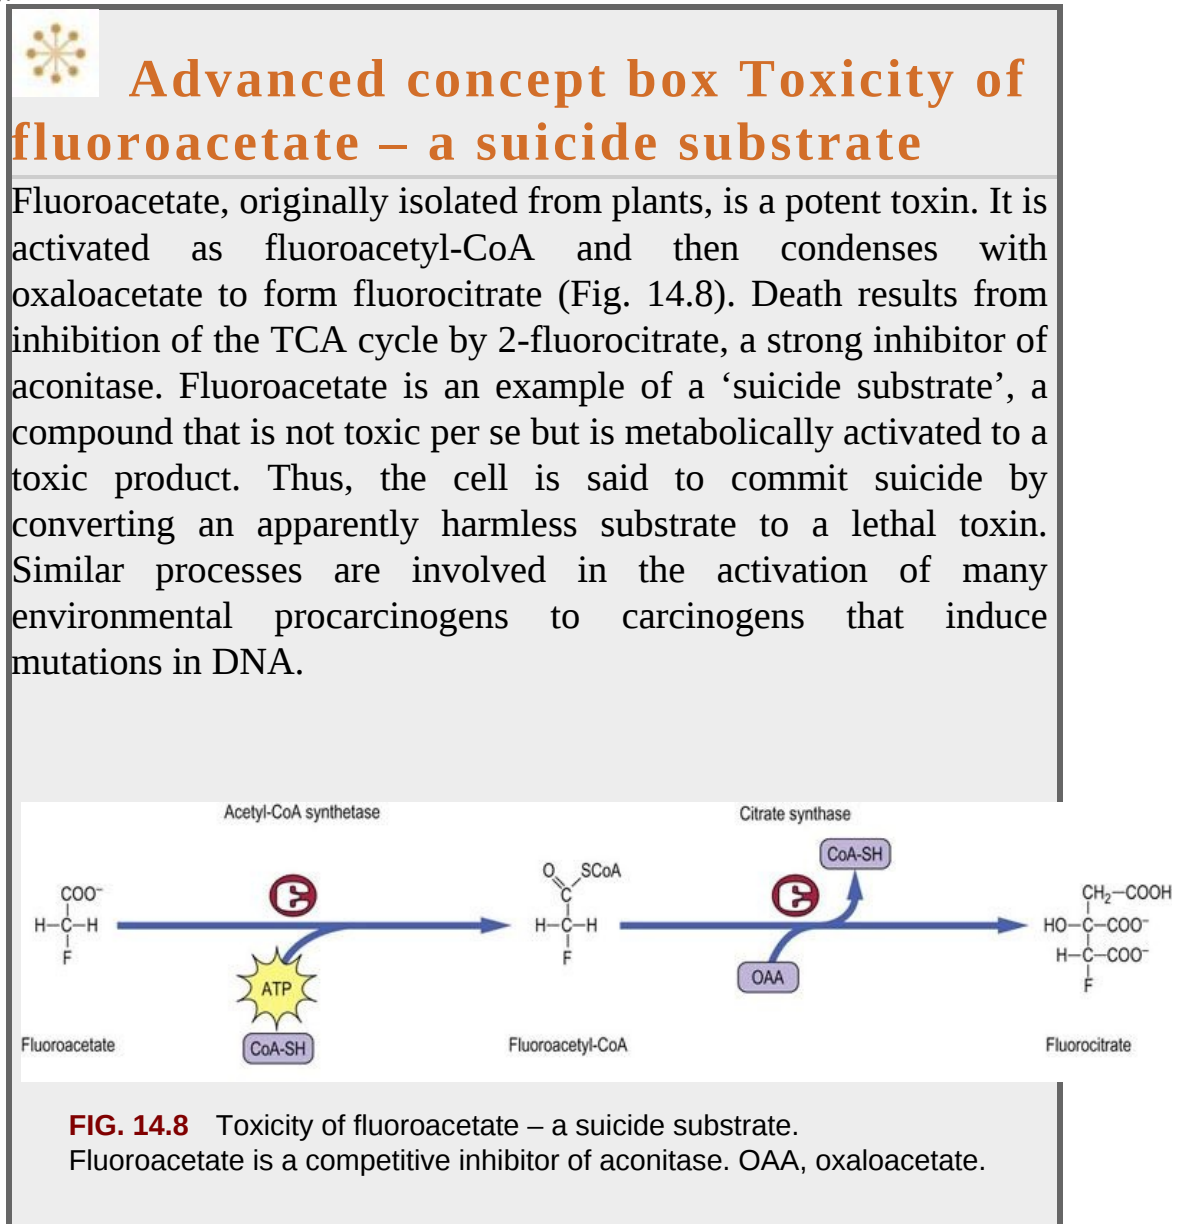 Advanced concept box Toxicity of
fluoroacetate – a suicide substrate
Fluoroacetate, originally isolated from plants, is a potent toxin. It is
activated as fluoroacetyl-CoA and then condenses with
oxaloacetate to form fluorocitrate (Fig. 14.8). Death results from
inhibition of the TCA cycle by 2-fluorocitrate, a strong inhibitor of
aconitase. Fluoroacetate is an example of a ‘suicide substrate’, a
compound that is not toxic per se but is metabolically activated to a
toxic product. Thus, the cell is said to commit suicide by
converting an apparently harmless substrate to a lethal toxin.
Similar processes are involved in the activation of many
environmental procarcinogens to carcinogens that induce
mutations in DNA.
Acetyl-CoA synthetase
Citrate synthase
COO⁻
H–C–H
F
E
ATP
CoA-SH
O SCoA
C
H–C–H
F
E
CoA-SH
OAA
CH₂–COOH
HO–C–COO⁻
H–C–COO⁻
F
Fluoroacetate
Fluoroacetyl-CoA
Fluorocitrate
FIG. 14.8 Toxicity of fluoroacetate – a suicide substrate.
Fluoroacetate is a competitive inhibitor of aconitase. OAA, oxaloacetate.